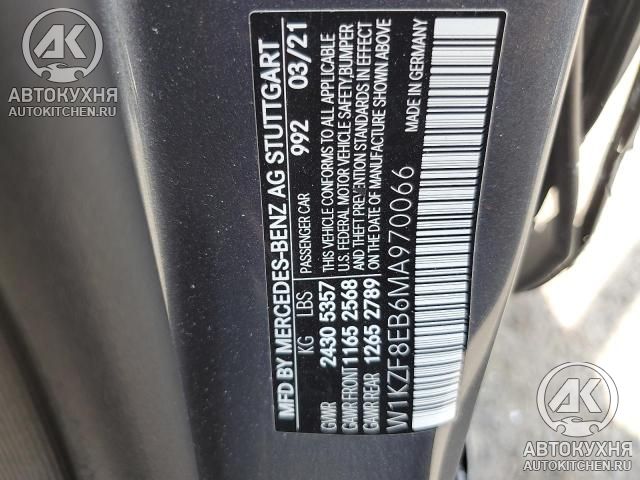 MFD BY MERCEDES-BENZ AG STUTTGART
992 03/21
KG LBS PASSENGER CAR
GVWR 2430 5357 THIS VEHICLE CONFORMS TO ALL APPLICABLE
U.S. FEDERAL MOTOR VEHICLE SAFETY,BUMPER
GAWR FRONT 1165 2568 AND THEFT PREVENTION STANDARDS IN EFFECT
GAWR REAR 1265 2789 ON THE DATE OF MANUFACTURE SHOWN ABOVE
W1KZF8EB6MA970066 MADE IN GERMANY
1K
АВТОКУХНЯ
AUTOKITCHEN.RU
1K
АВТОКУХНЯ
AUTOKITCHEN.RU